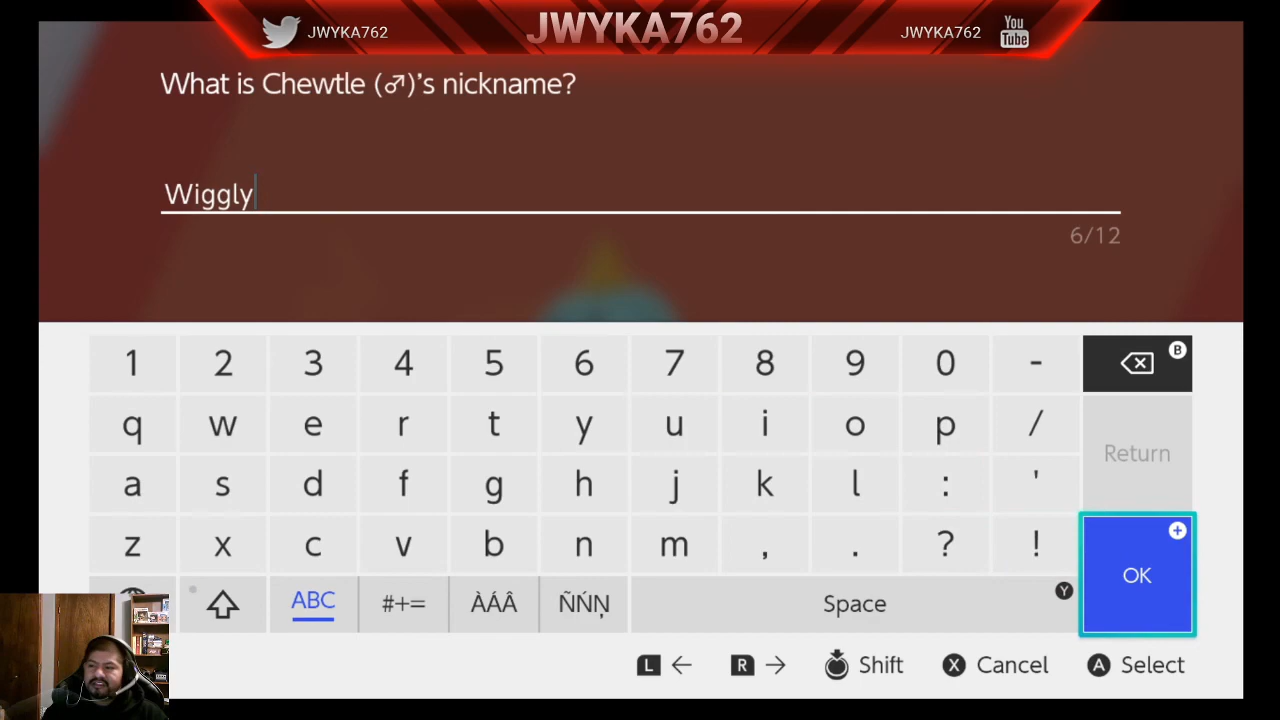 JWYKA762 JWYKA762 JWYKA762 You Tube
What is Chewtle (♂)'s nickname?
Wiggly
6/12
1 2 3 4 5 6 7 8 9 0 - B
q w e r t y u i o p / Return
a s d f g h j k l : '
z x c v b n m , . ? ! + OK
ABC #+= ÀÁÂ ÑŃŅ Space Y
L ← R → Shift X Cancel A Select